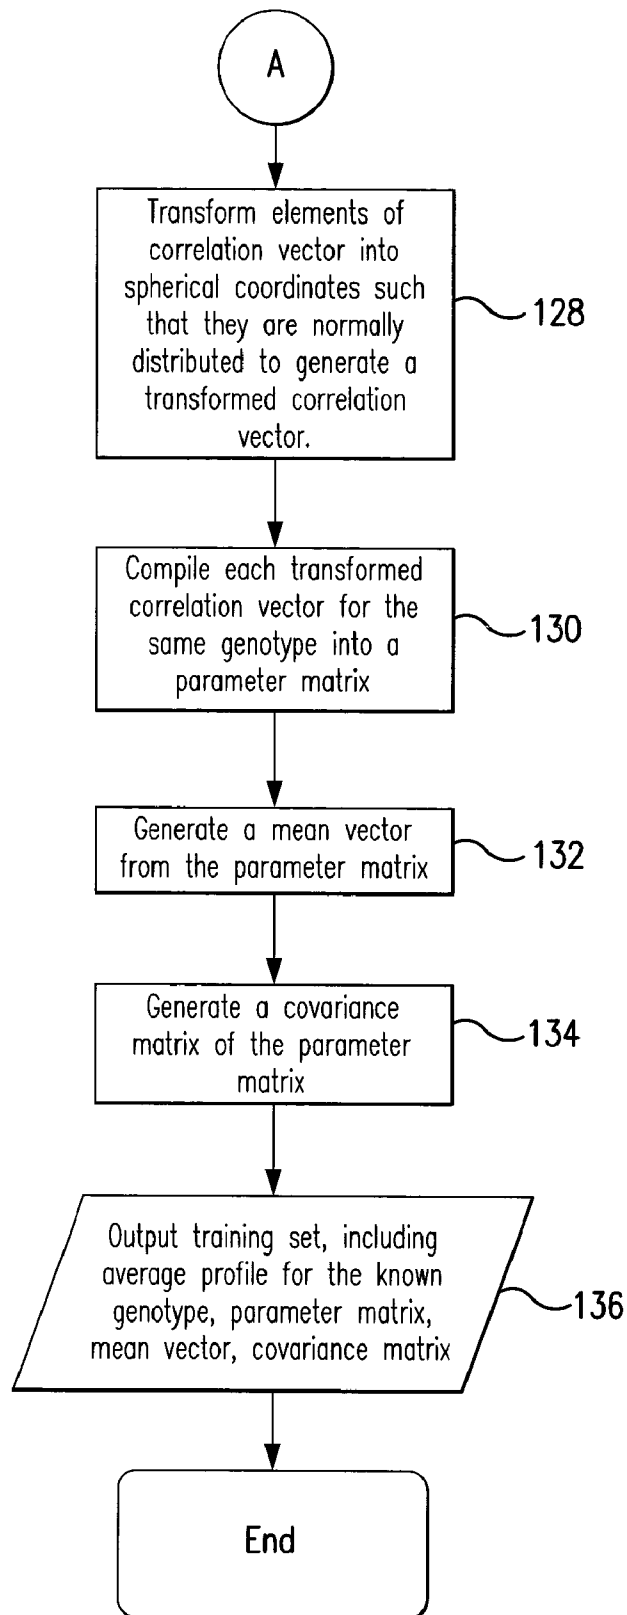 A
Transform elements of
correlation vector into
spherical coordinates such
that they are normally
distributed to generate a
transformed correlation
vector.
128
Compile each transformed
correlation vector for the
same genotype into a
parameter matrix
130
Generate a mean vector
from the parameter matrix
132
Generate a covariance
matrix of the parameter
matrix
134
Output training set, including
average profile for the known
genotype, parameter matrix,
mean vector, covariance matrix
136
End